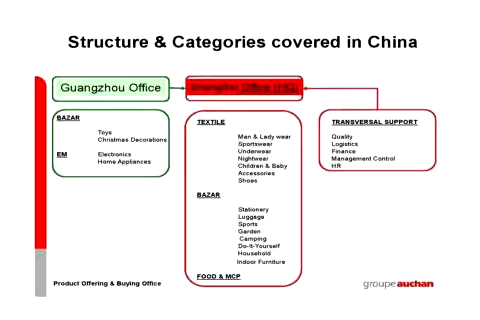 Structure & Categories covered in China
Guangzhou Office
Office (HQ)
BAZAR
Toys
Christmas Decorations
EM
Electronics
Home Appliances
TEXTILE
Man & Lady wear
Sportswear
Underwear
Nightwear
Children & Baby
Accessories
Shoes
BAZAR
Stationery
Luggage
Sports
Garden
Camping
Do-It-Yourself
Household
Indoor Furniture
FOOD & MCP
TRANSVERSAL SUPPORT
Quality
Logistics
Finance
Management Control
HR
Product Offering & Buying Office
groupe auchan